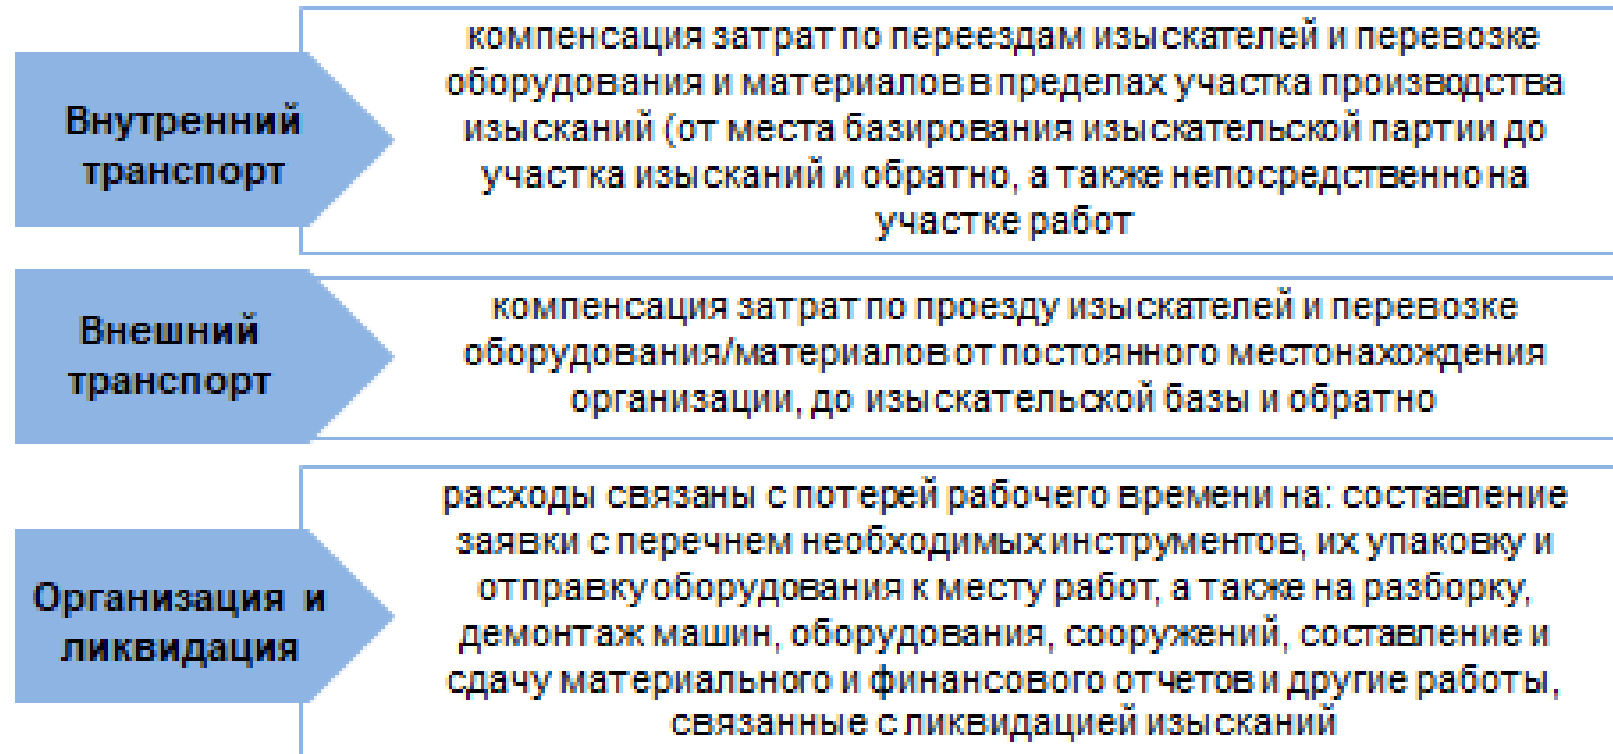 Внутренний
транспорт
компенсация затрат по переездам изыскателей и перевозке
оборудования и материалов в пределах участка производства
изысканий (от места базирования изыскательской партии до
участка изысканий и обратно, а также непосредственно на
участке работ
Внешний
транспорт
компенсация затрат по проезду изыскателей и перевозке
оборудования/материалов от постоянного местонахождения
организации, до изыскательской базы и обратно
Организация и
ликвидация
расходы связаны с потерей рабочего времени на: составление
заявки с перечнем необходимых инструментов, их упаковку и
отправку оборудования к месту работ, а также на разборку,
демонтаж машин, оборудования, сооружений, составление и
сдачу материального и финансового отчетов и другие работы,
связанные с ликвидацией изысканий